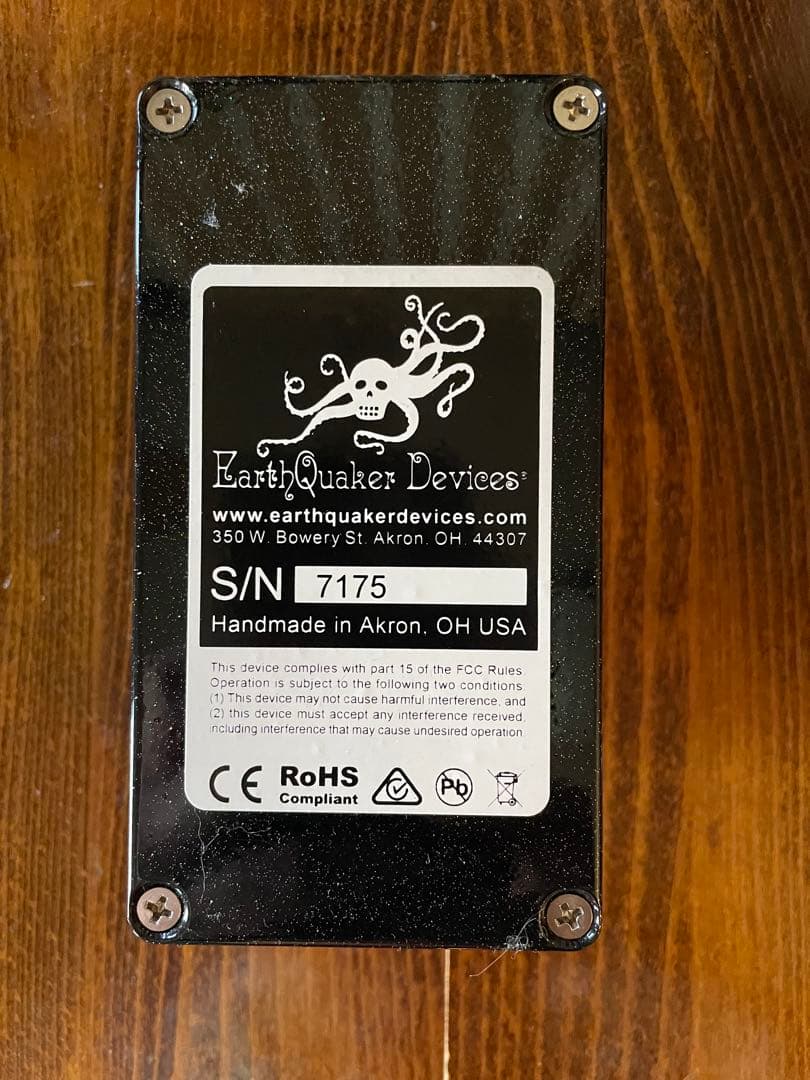 EarthQuaker Devices
www.earthquakerdevices.com
350 W. Bowery St. Akron, OH. 44307
S/N 7175
Handmade in Akron, OH USA
This device complies with part 15 of the FCC Rules.
Operation is subject to the following two conditions:
(1) This device may not cause harmful interference, and
(2) this device must accept any interference received,
including interference that may cause undesired operation.
CE RoHS Pb
Compliant